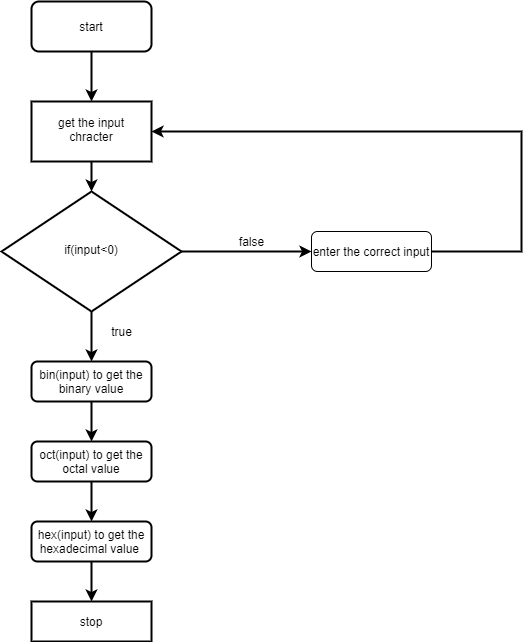 start
get the input
chracter
if(input<0)
false
enter the correct input
true
bin(input) to get the
binary value
oct(input) to get the
octal value
hex(input) to get the
hexadecimal value
stop